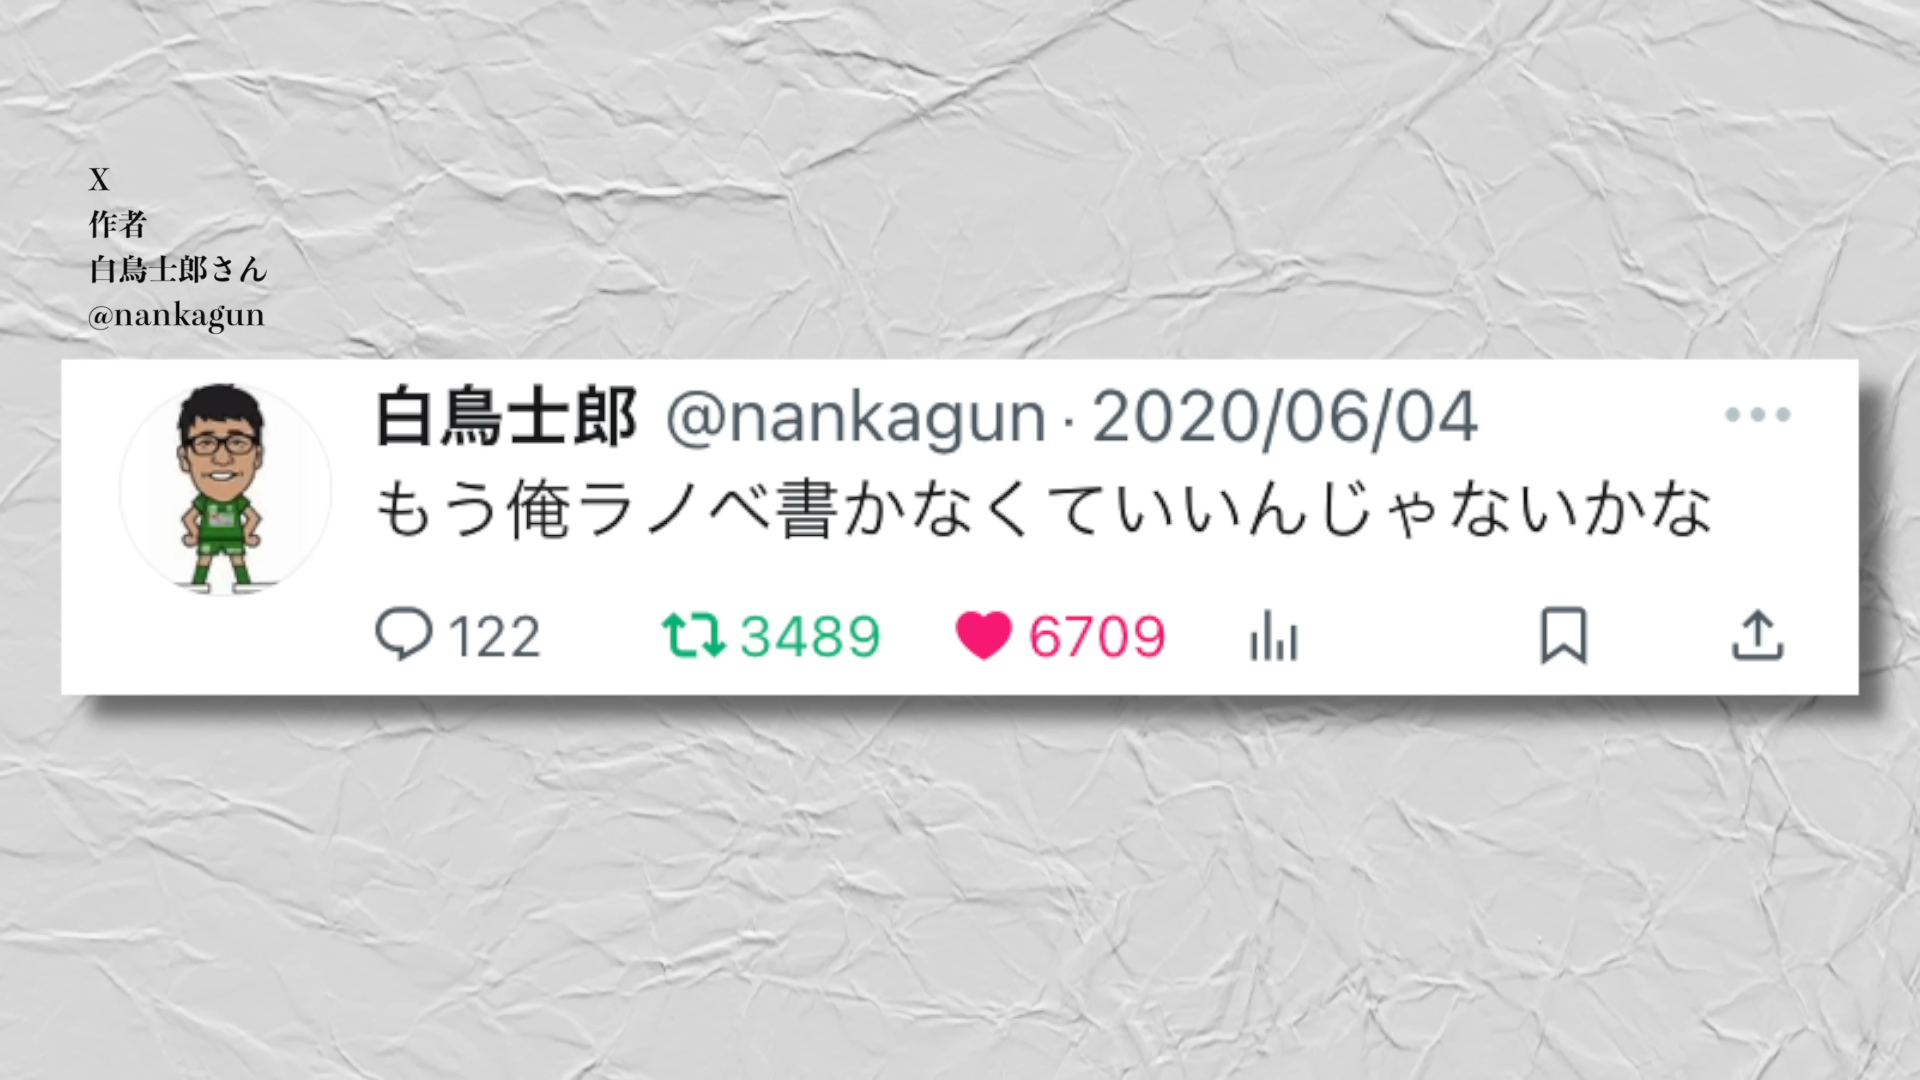 X
作者
白鳥士郎さん
@nankagun
白鳥士郎 @nankagun · 2020/06/04
もう俺ラノベ書かなくていいんじゃないかな
122 3489 6709